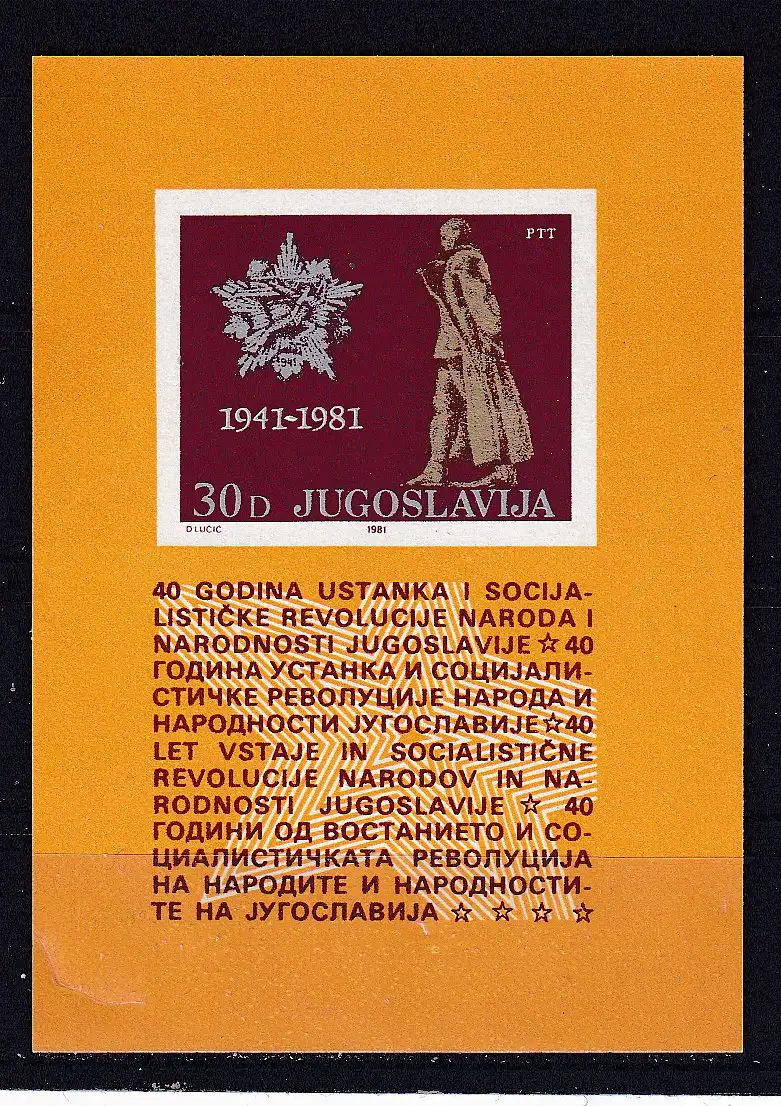 PTT
1941
1941-1981
30D JUGOSLAVIJA
D LUČIĆ 1981
40 GODINA USTANKA I SOCIJA-
LISTIČKE REVOLUCIJE NARODA I
NARODNOSTI JUGOSLAVIJE ☆ 40
ГОДИНА УСТАНКА И СОЦИЈАЛИ-
СТИЧКЕ РЕВОЛУЦИЈЕ НАРОДА И
НАРОДНОСТИ ЈУГОСЛАВИЈЕ ☆ 40
LET VSTAJE IN SOCIALISTIČNE
REVOLUCIJE NARODOV IN NA-
RODNOSTI JUGOSLAVIJE ☆ 40
ГОДИНИ ОД ВОСТАНИЕТО И СО-
ЦИАЛИСТИЧКАТА РЕВОЛУЦИЈА
НА НАРОДИТЕ И НАРОДНОСТИ-
ТЕ НА ЈУГОСЛАВИЈА ☆ ☆ ☆ ☆